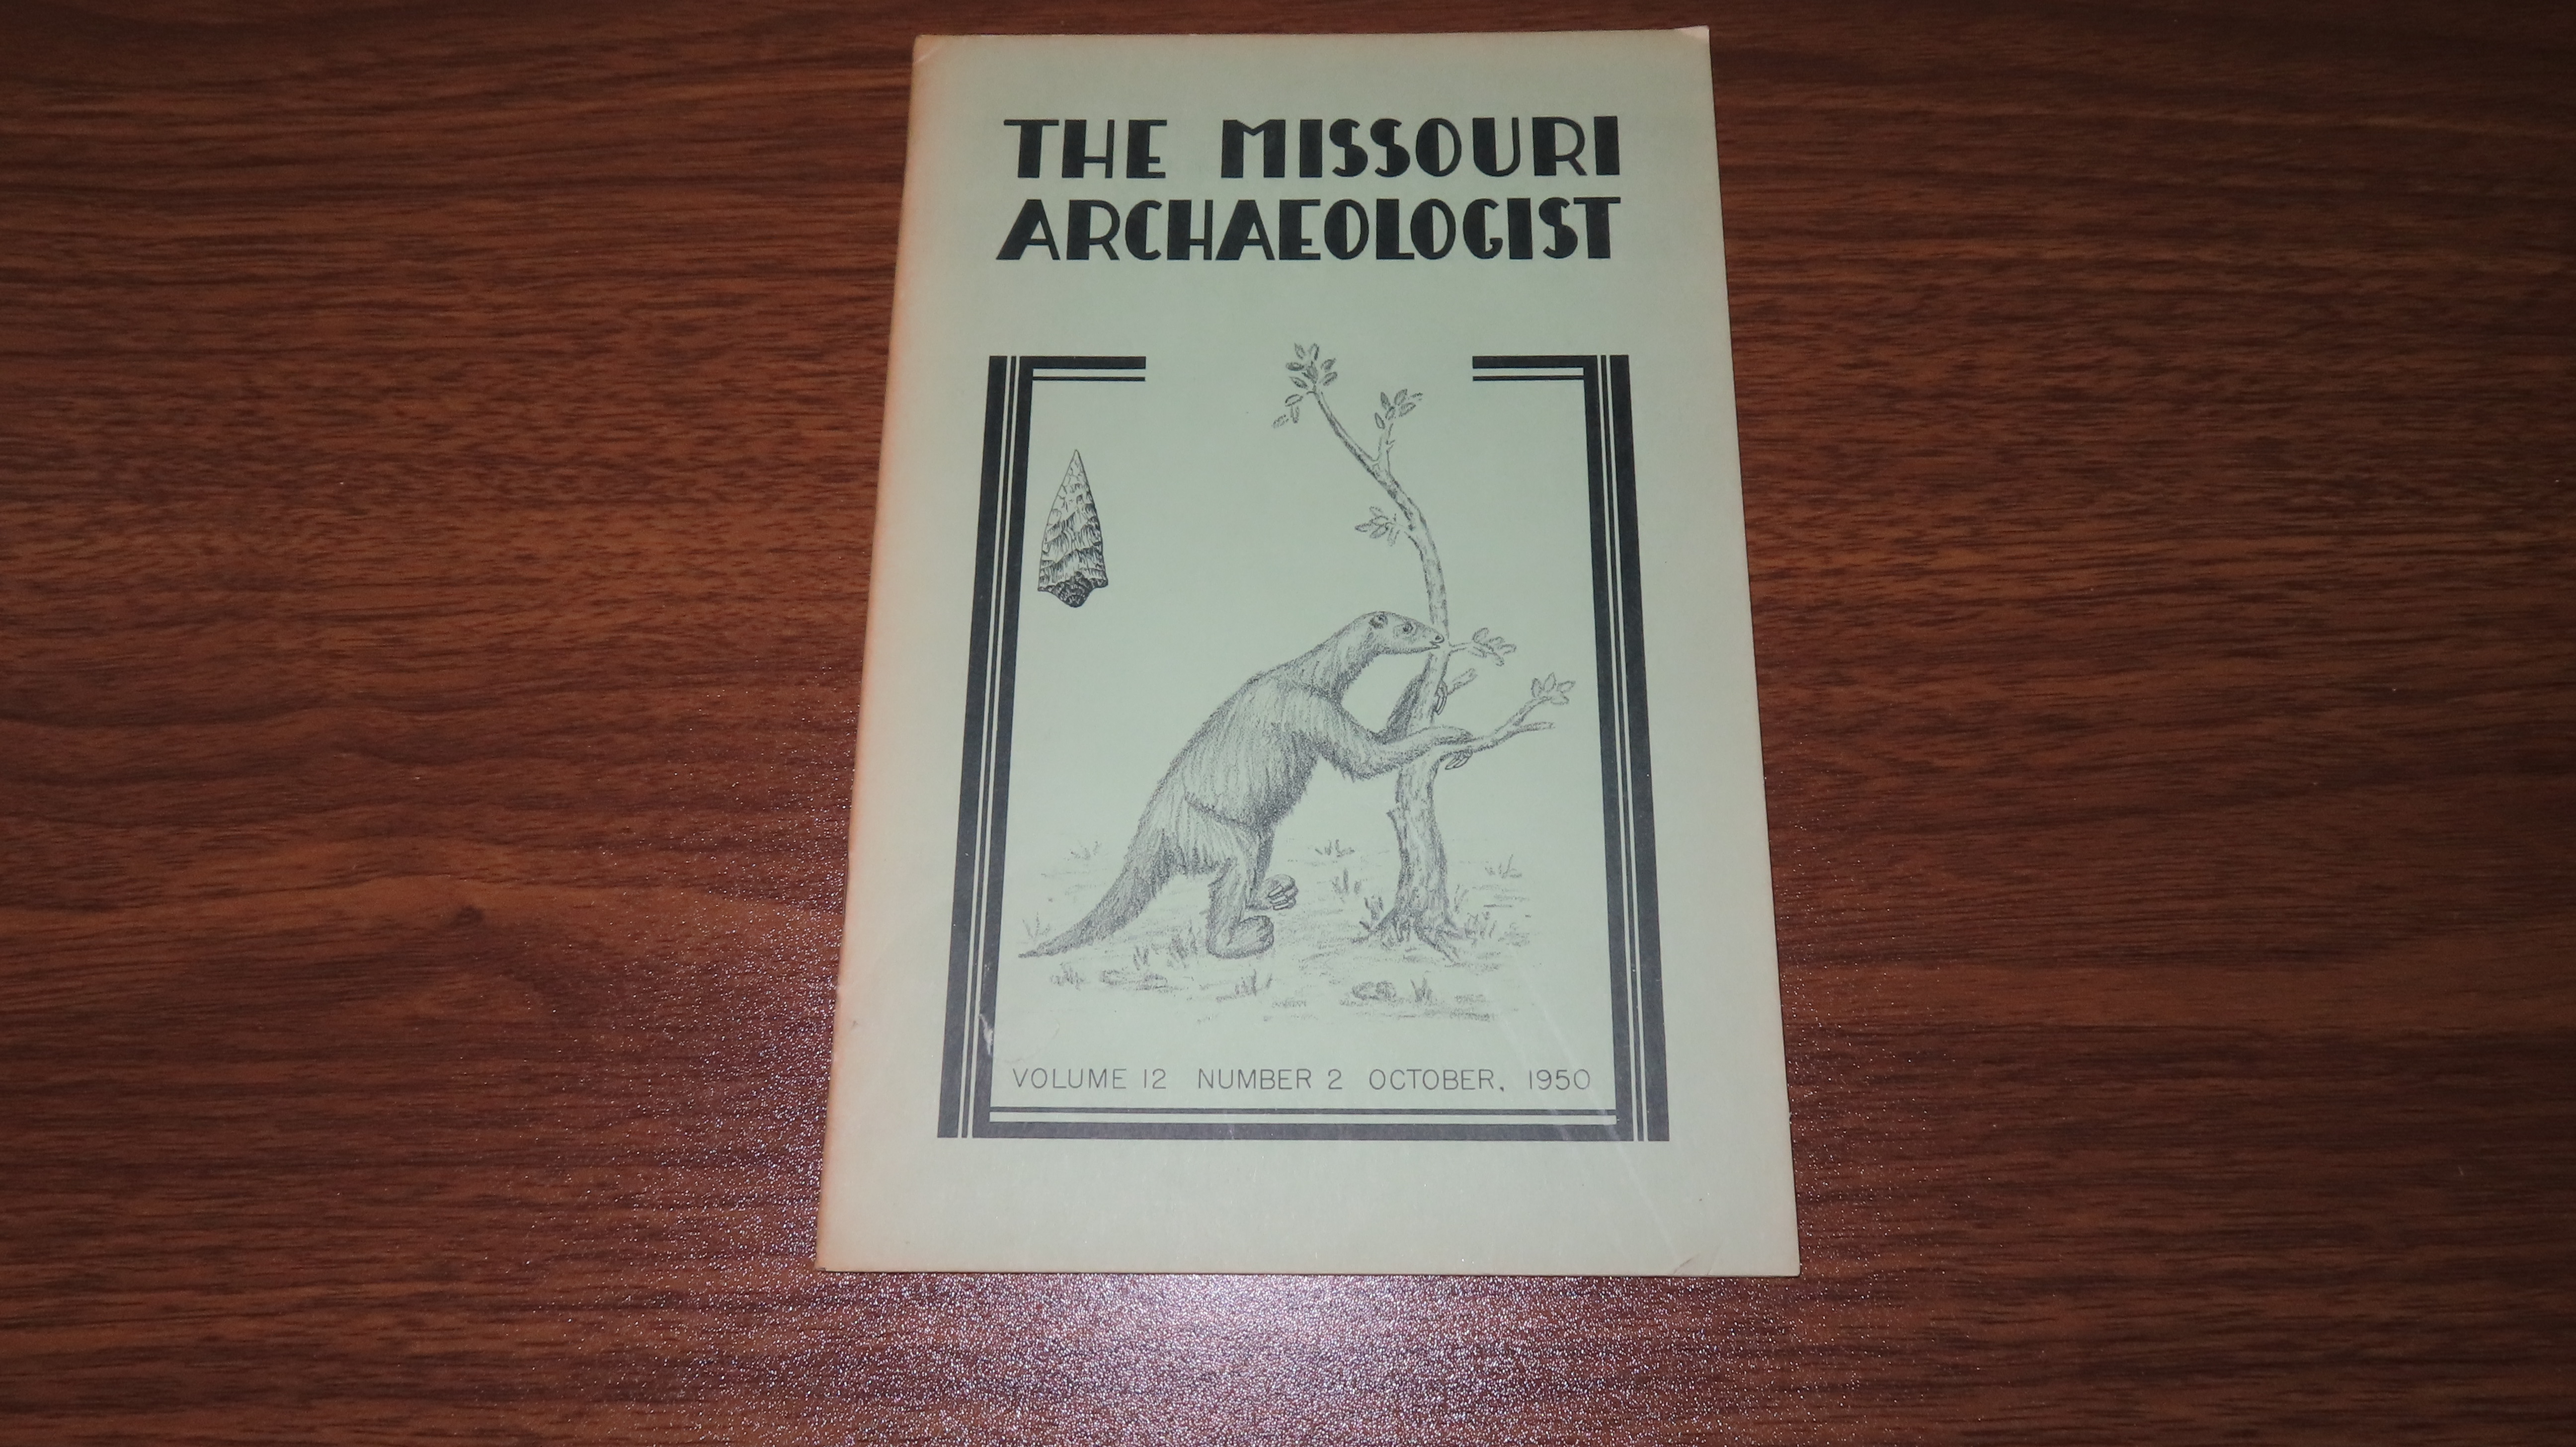 THE MISSOURI
ARCHAEOLOGIST
VOLUME 12 NUMBER 2 OCTOBER, 1950